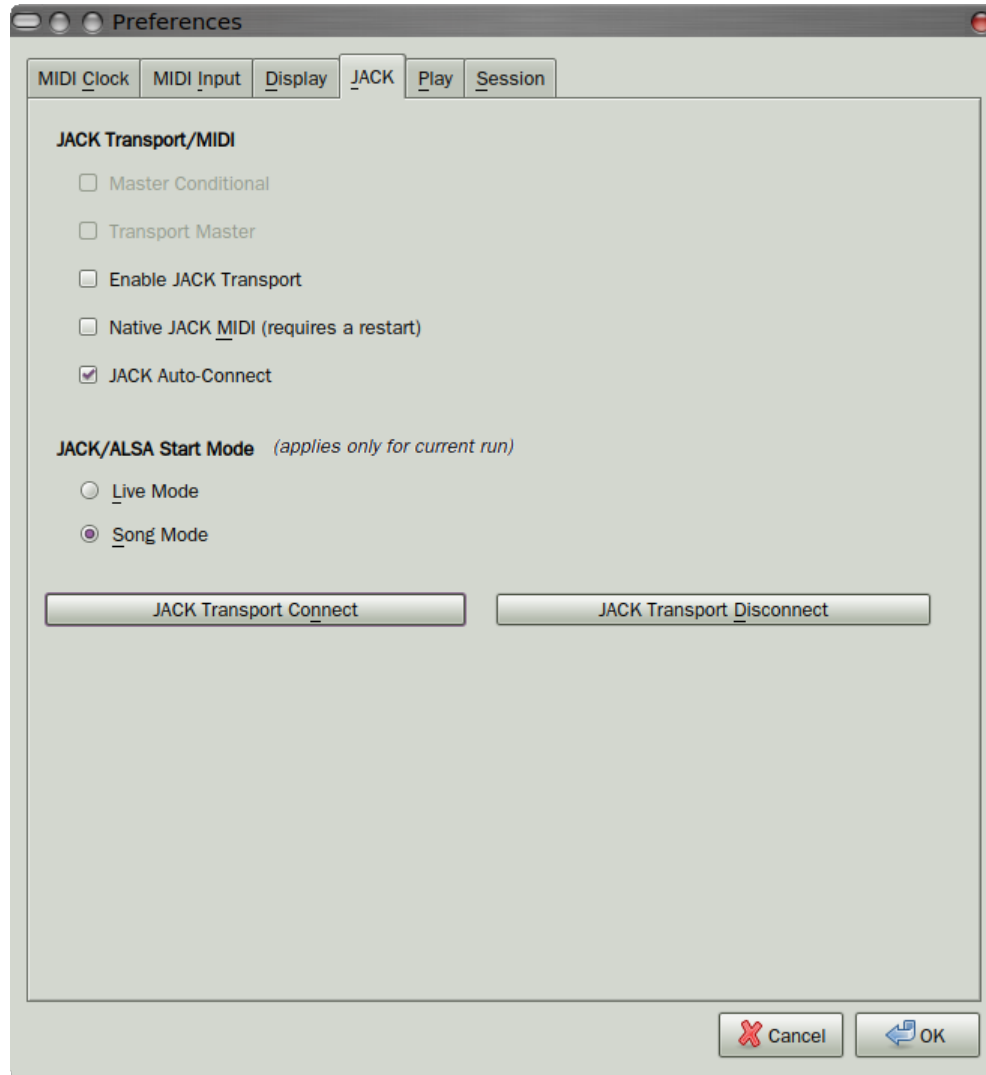 Preferences
MIDI Clock MIDI Input Display JACK Play Session
JACK Transport/MIDI
Master Conditional
Transport Master
Enable JACK Transport
Native JACK MIDI (requires a restart)
JACK Auto-Connect
JACK/ALSA Start Mode (applies only for current run)
Live Mode
Song Mode
JACK Transport Connect JACK Transport Disconnect
Cancel OK